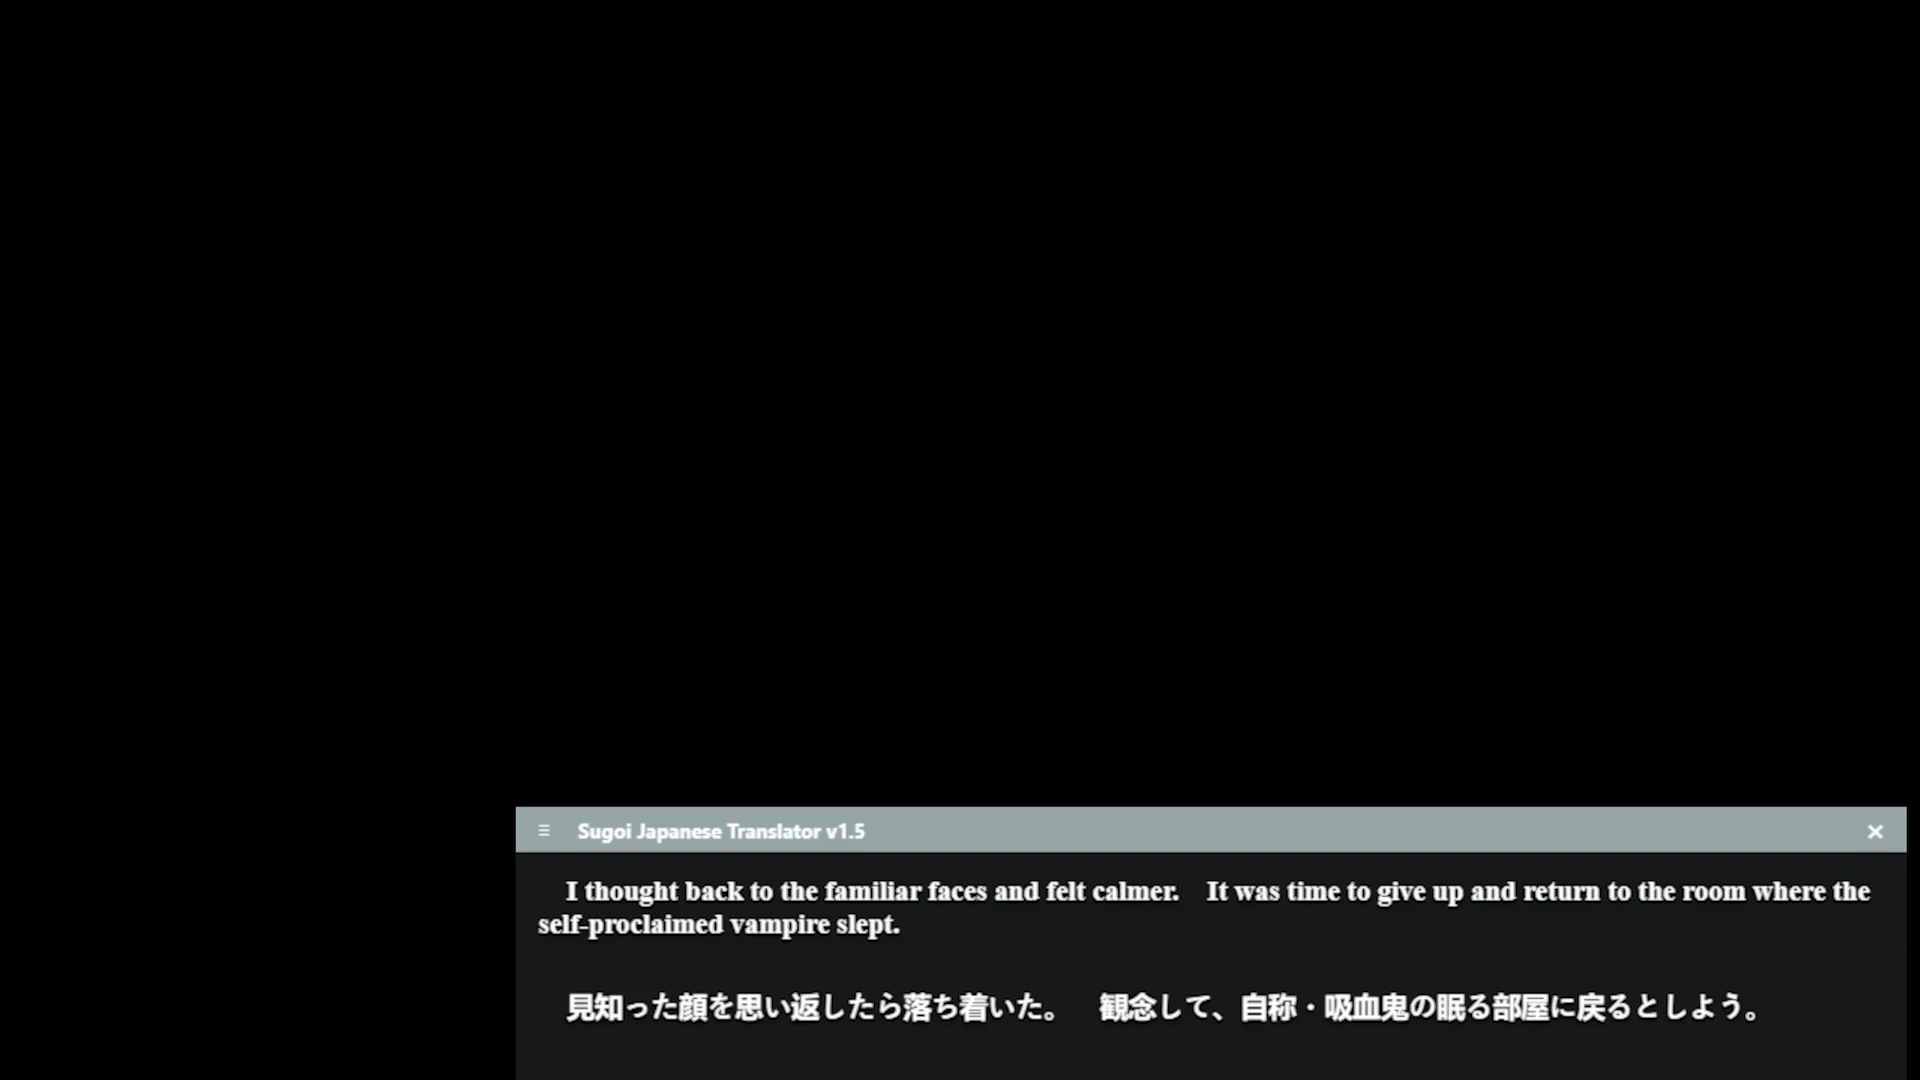 ☰ Sugoi Japanese Translator v1.5 ✕
I thought back to the familiar faces and felt calmer. It was time to give up and return to the room where the
self-proclaimed vampire slept.
見知った顔を思い返したら落ち着いた。 観念して、自称・吸血鬼の眠る部屋に戻るとしよう。